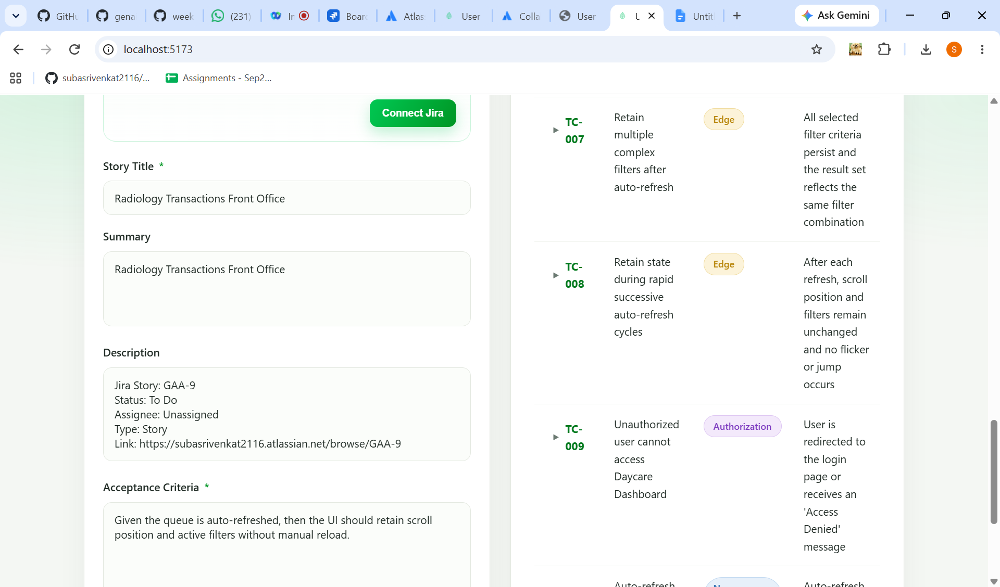 GitHu
gena
week
(231)
Ir
Boar
Atlas
User
Colla
User
U
Untit
Ask Gemini
localhost:5173
S
subasrivenkat2116/...
Assignments - Sep2...
Connect Jira
Story Title *
Radiology Transactions Front Office
Summary
Radiology Transactions Front Office
Description
Jira Story: GAA-9
Status: To Do
Assignee: Unassigned
Type: Story
Link: https://subasrivenkat2116.atlassian.net/browse/GAA-9
Acceptance Criteria *
Given the queue is auto-refreshed, then the UI should retain scroll
position and active filters without manual reload.
TC-
007
Retain
multiple
complex
filters after
auto-refresh
Edge
All selected
filter criteria
persist and
the result set
reflects the
same filter
combination
TC-
008
Retain state
during rapid
successive
auto-refresh
cycles
Edge
After each
refresh, scroll
position and
filters remain
unchanged
and no flicker
or jump
occurs
TC-
009
Unauthorized
user cannot
access
Daycare
Dashboard
Authorization
User is
redirected to
the login
page or
receives an
'Access
Denied'
message
Auto-refresh
Auto-refresh